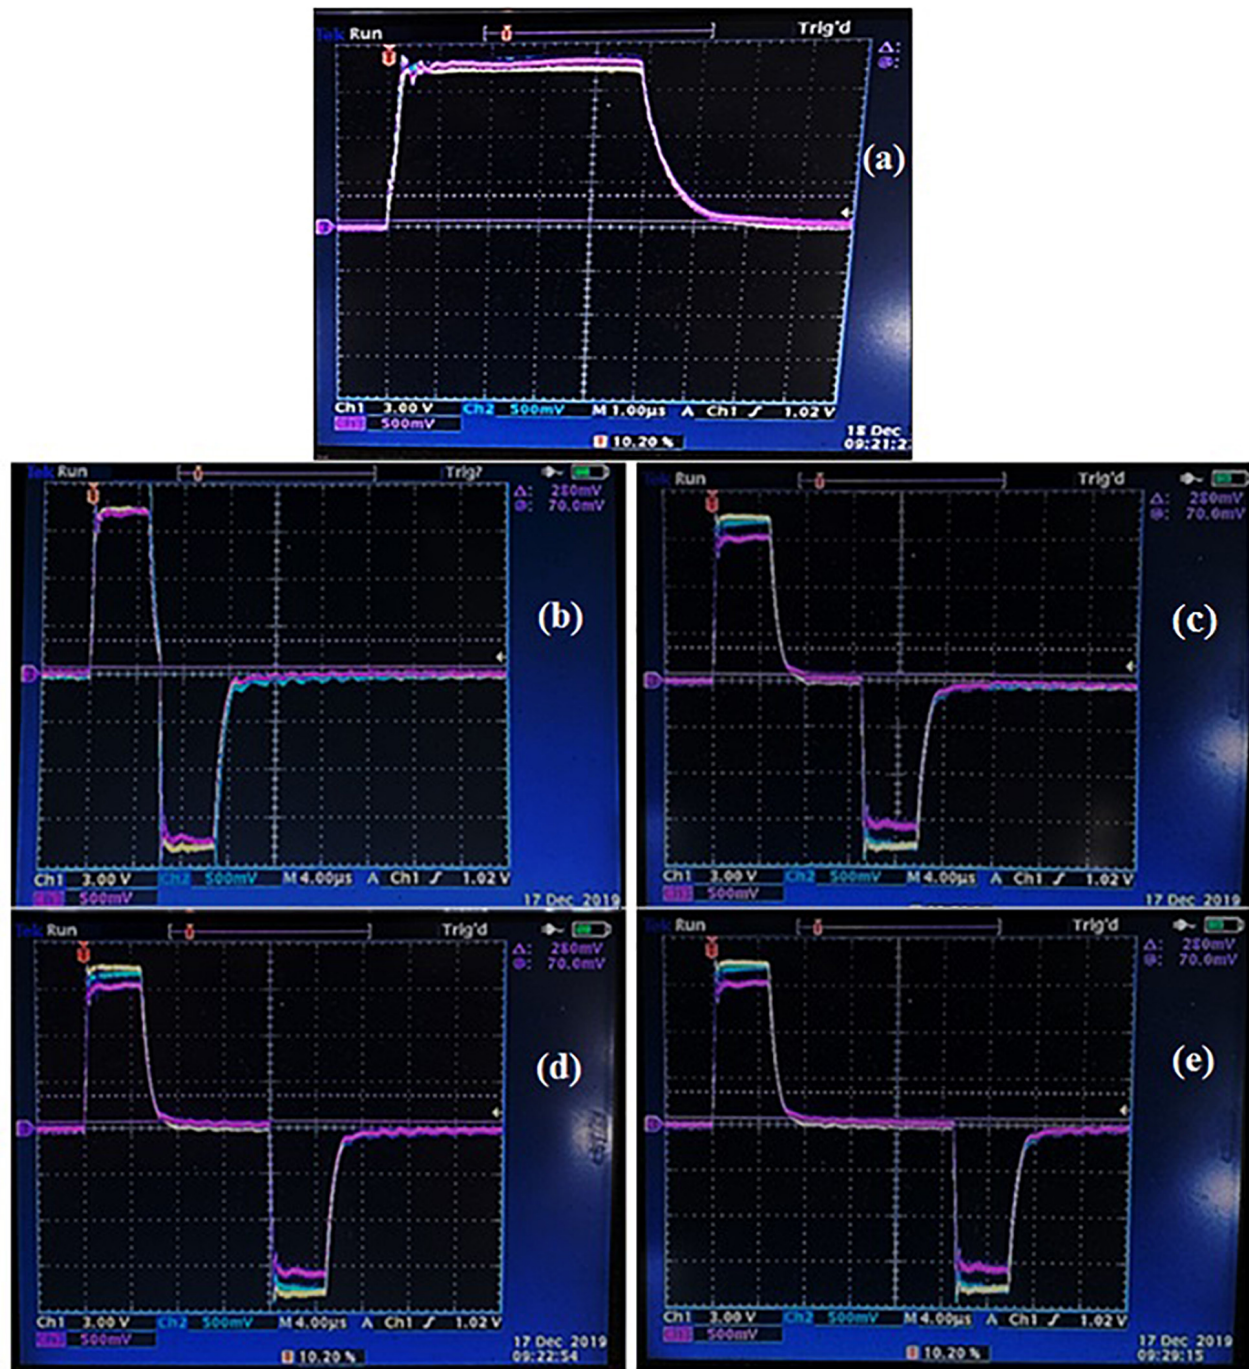 Tek Run Trig'd
Δ:
@:
(a)
Ch1 3.00 V Ch2 500mV M 1.00µs A Ch1 ʃ 1.02 V
Ch3 500mV
18 Dec
10.20 % 09:21:2
Tek Run Trig?
Δ: 280mV
@: 70.0mV
(b)
Ch1 3.00 V Ch2 500mV M 4.00µs A Ch1 ʃ 1.02 V
Ch3 500mV
17 Dec 2019
Tek Run Trig'd
Δ: 280mV
@: 70.0mV
(c)
Ch1 3.00 V Ch2 500mV M 4.00µs A Ch1 ʃ 1.02 V
Ch3 500mV
17 Dec 2019
Tek Run Trig'd
Δ: 280mV
@: 70.0mV
(d)
Ch1 3.00 V Ch2 500mV M 4.00µs A Ch1 ʃ 1.02 V
Ch3 500mV
17 Dec 2019
10.20 % 09:22:54
Tek Run Trig'd
Δ: 280mV
@: 70.0mV
(e)
Ch1 3.00 V Ch2 500mV M 4.00µs A Ch1 ʃ 1.02 V
Ch3 500mV
17 Dec 2019
10.20 % 09:29:15